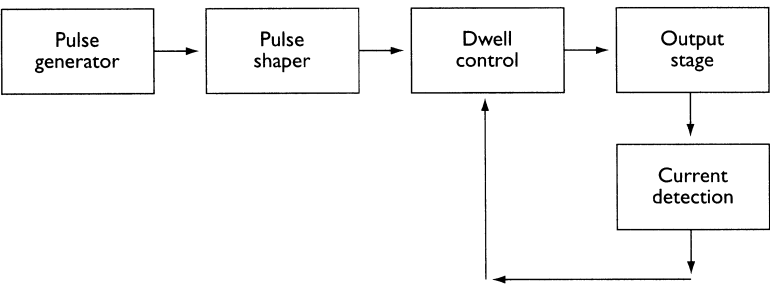 Pulse
generator
Pulse
shaper
Dwell
control
Output
stage
Current
detection